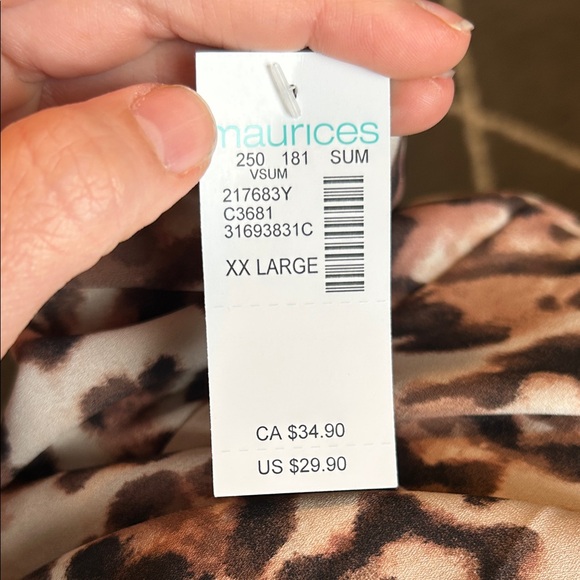 maurices
250 181 SUM
VSUM
217683Y
C3681
31693831C
XX LARGE
CA $34.90
US $29.90